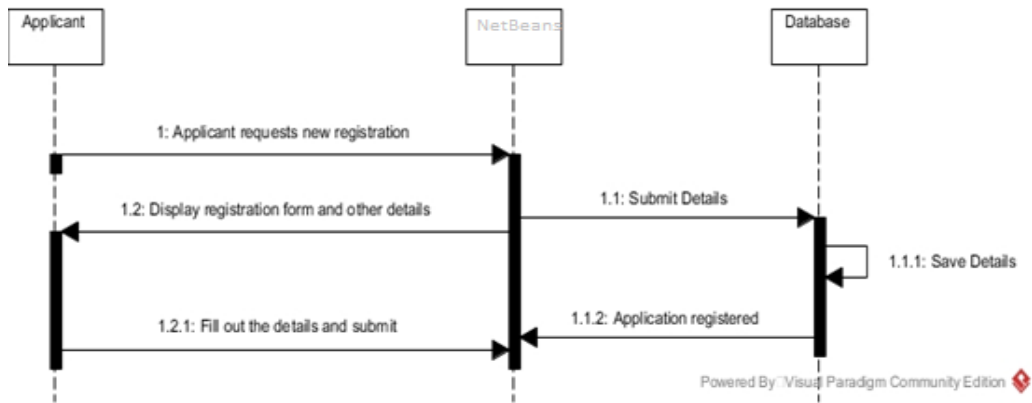 Applicant
NetBeans
Database
1: Applicant requests new registration
1.1: Submit Details
1.2: Display registration form and other details
1.1.1: Save Details
1.1.2: Application registered
1.2.1: Fill out the details and submit
Powered By Visual Paradigm Community Edition